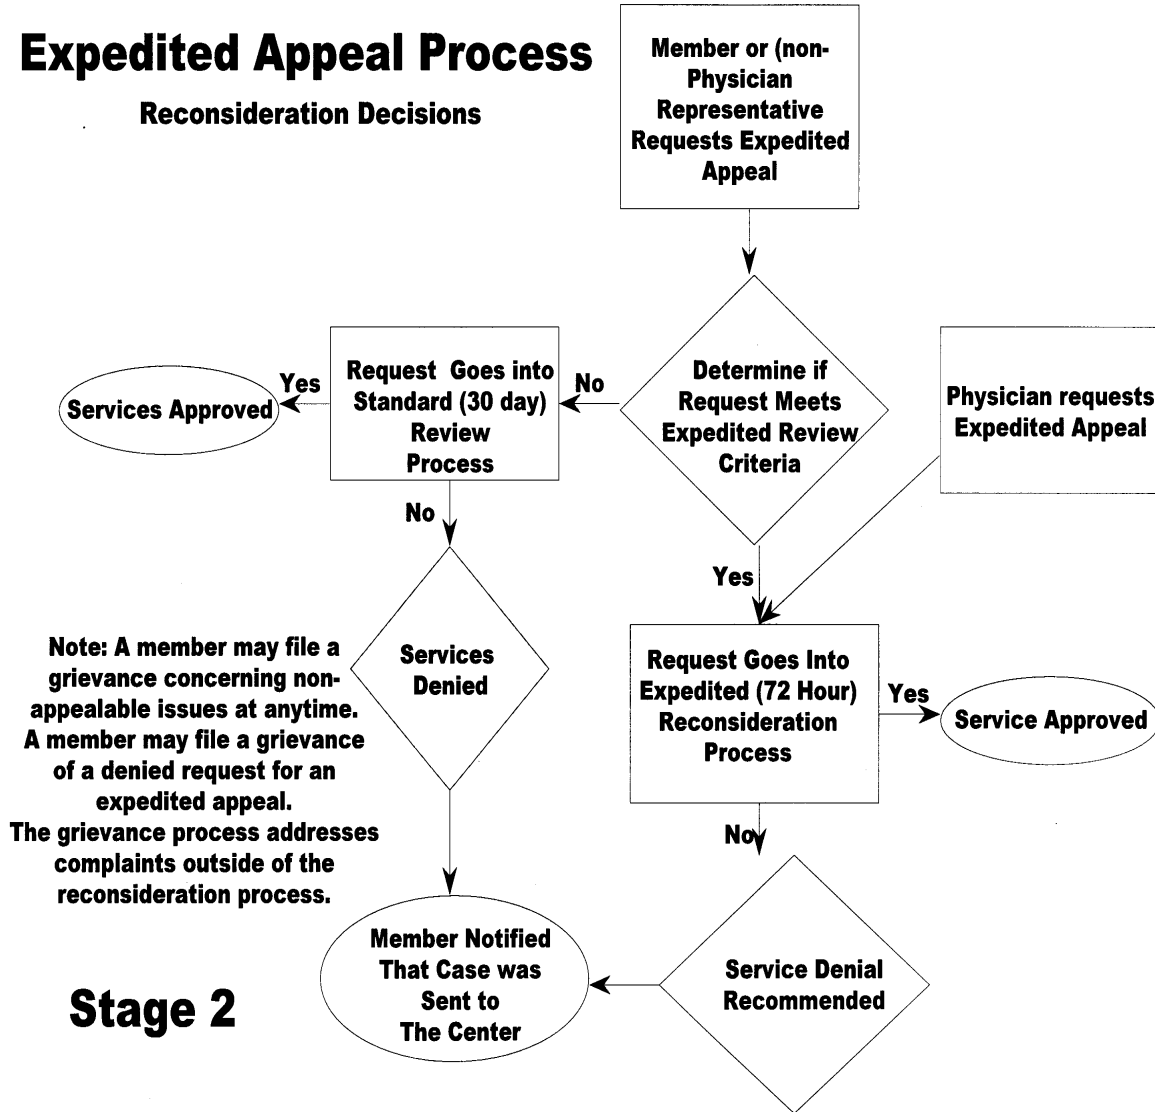 Expedited Appeal Process
Reconsideration Decisions
Member or (non-
Physician
Representative
Requests Expedited
Appeal
Determine if
Request Meets
Expedited Review
Criteria
No
Request Goes into
Standard (30 day)
Review
Process
Yes
Services Approved
Physician requests
Expedited Appeal
No
Yes
Services
Denied
Request Goes Into
Expedited (72 Hour)
Reconsideration
Process
Yes
Service Approved
Note: A member may file a
grievance concerning non-
appealable issues at anytime.
A member may file a grievance
of a denied request for an
expedited appeal.
The grievance process addresses
complaints outside of the
reconsideration process.
No
Member Notified
That Case was
Sent to
The Center
Service Denial
Recommended
Stage 2